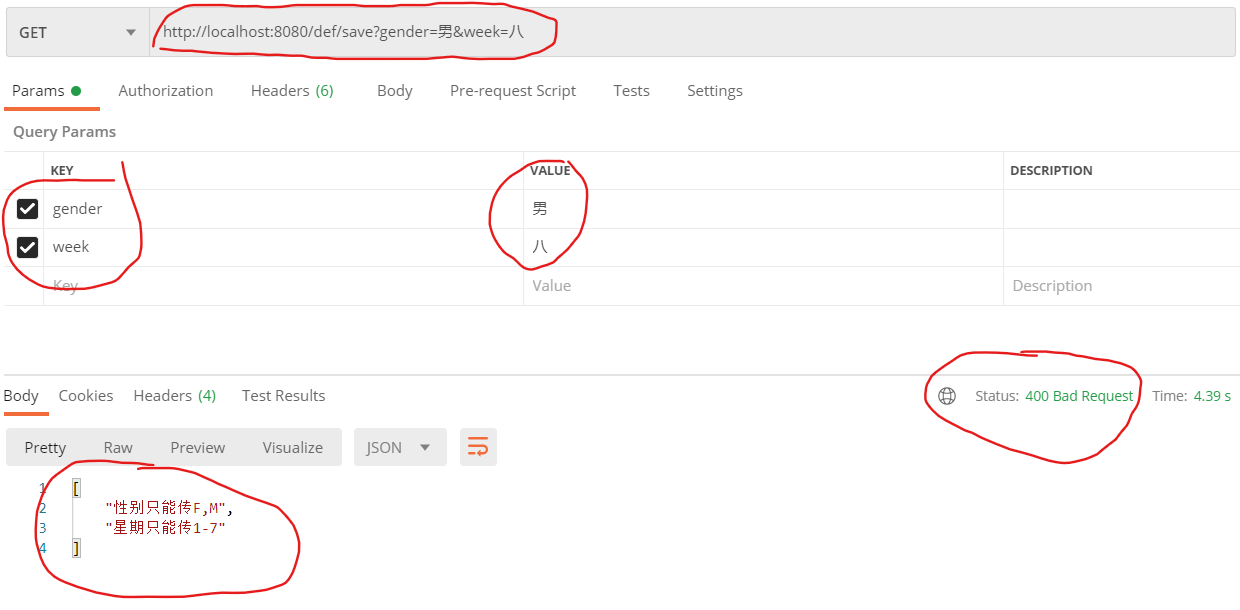 GET http://localhost:8080/def/save?gender=男&week=八
Params Authorization Headers (6) Body Pre-request Script Tests Settings
Query Params
KEY VALUE DESCRIPTION
gender 男
week 八
Key Value Description
Body Cookies Headers (4) Test Results Status: 400 Bad Request Time: 4.39 s
Pretty Raw Preview Visualize JSON
1 [
2 "性别只能传F,M",
3 "星期只能传1-7"
4 ]